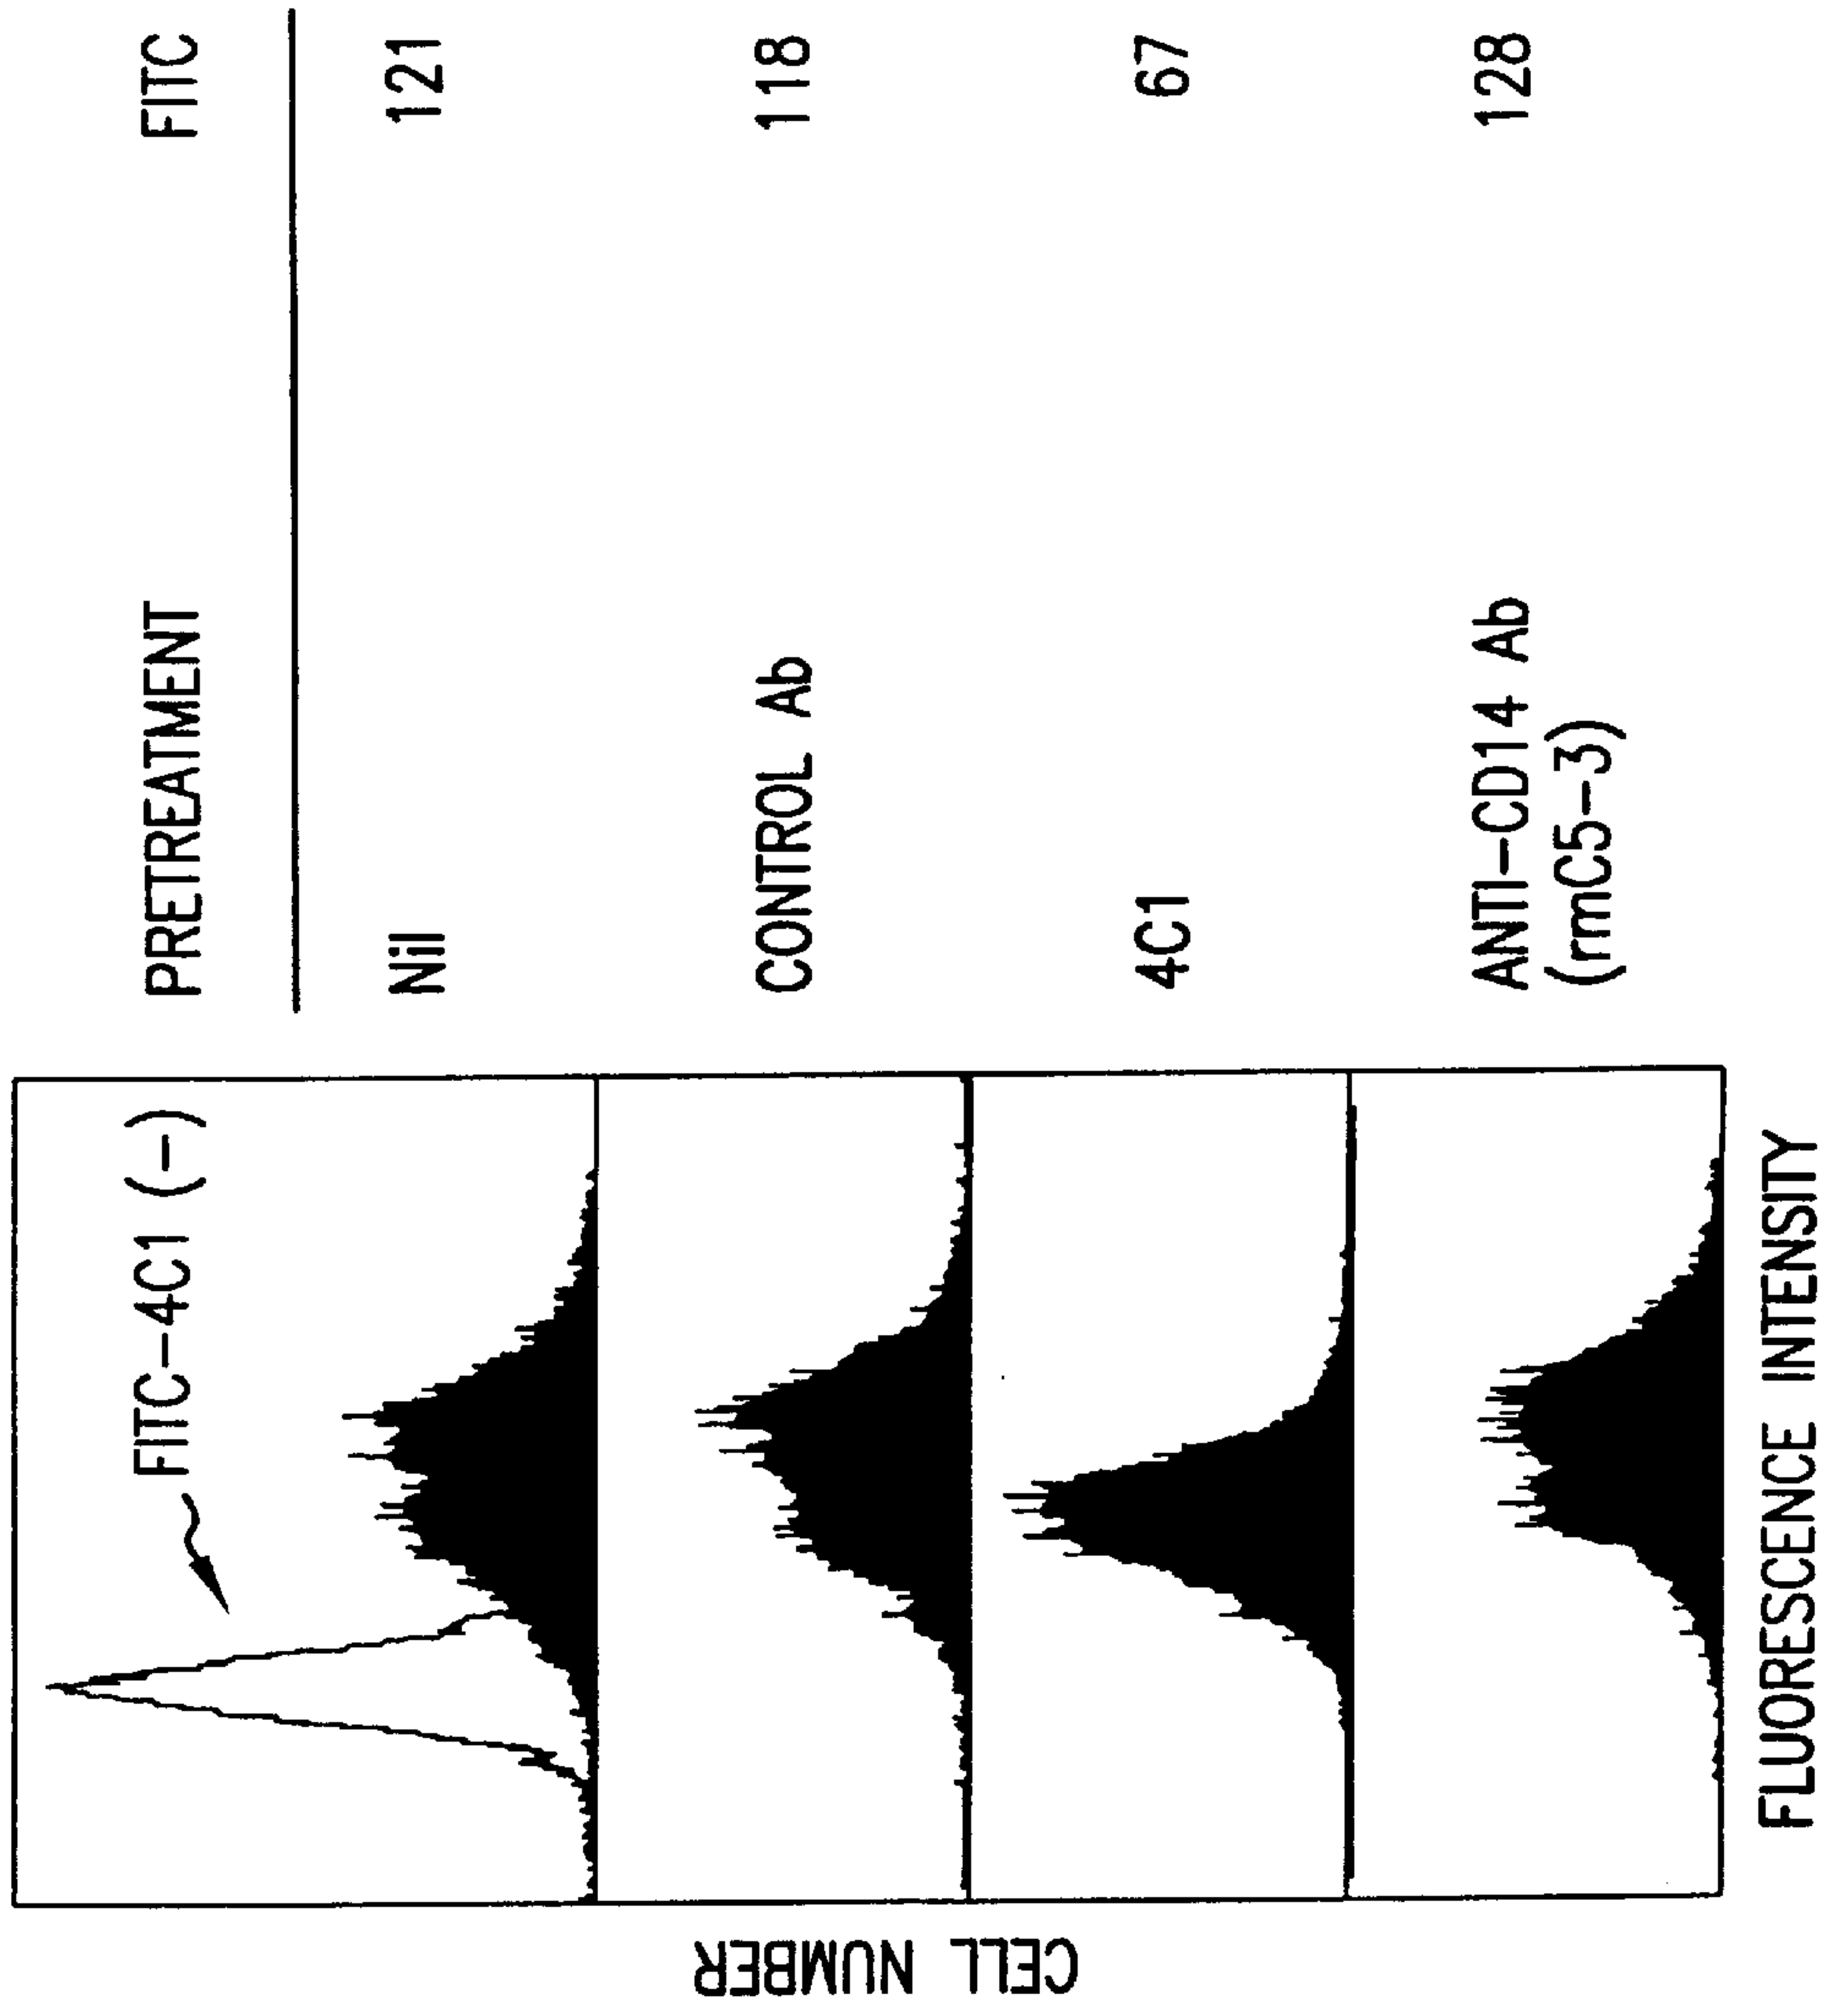 PRETREATMENT FITC
FITC-4C1 (-)
Nil 121
CONTROL Ab 118
4C1 67
ANTI-CD14 Ab 128
(rmC5-3)
CELL NUMBER
FLUORESCENCE INTENSITY